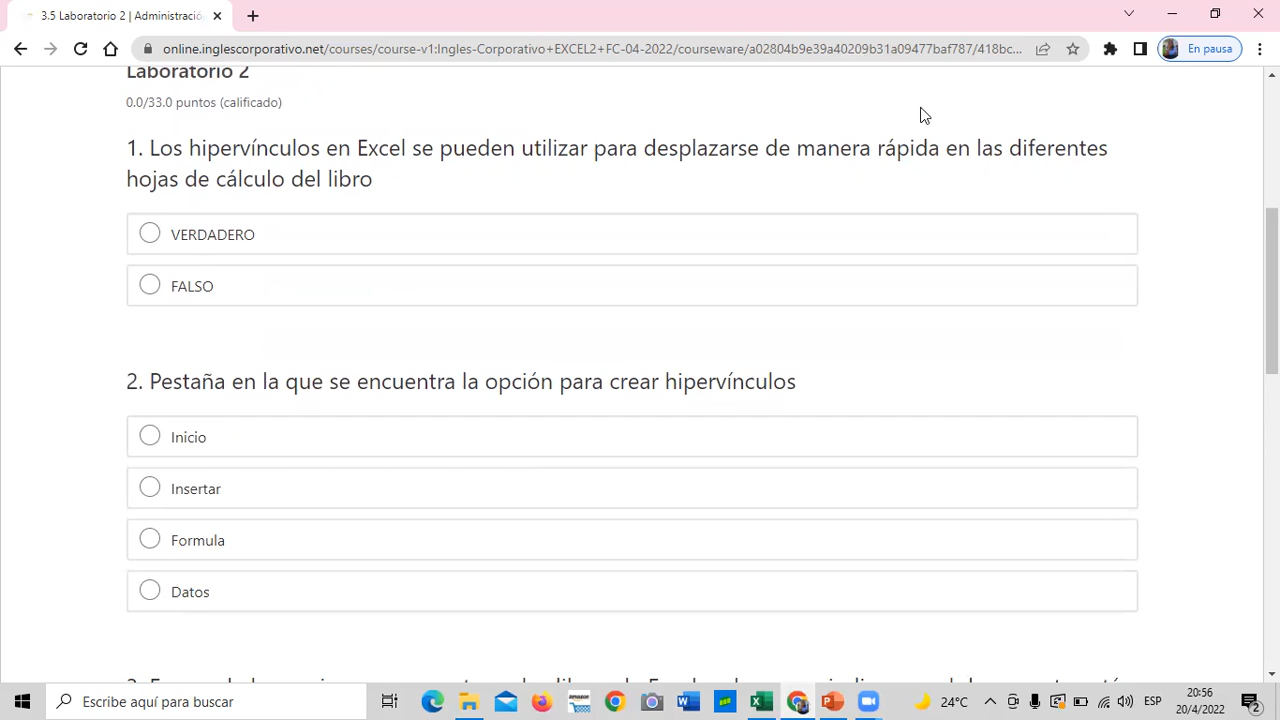 3.5 Laboratorio 2 | Administració
online.inglescorporativo.net/courses/course-v1:Ingles-Corporativo+EXCEL2+FC-04-2022/courseware/a02804b9e39a40209b31a09477baf787/418bc...
En pausa
Laboratorio 2
0.0/33.0 puntos (calificado)
1. Los hipervínculos en Excel se pueden utilizar para desplazarse de manera rápida en las diferentes
hojas de cálculo del libro
VERDADERO
FALSO
2. Pestaña en la que se encuentra la opción para crear hipervínculos
Inicio
Insertar
Formula
Datos
Escribe aquí para buscar
24°C
ESP
20:56
20/4/2022
2